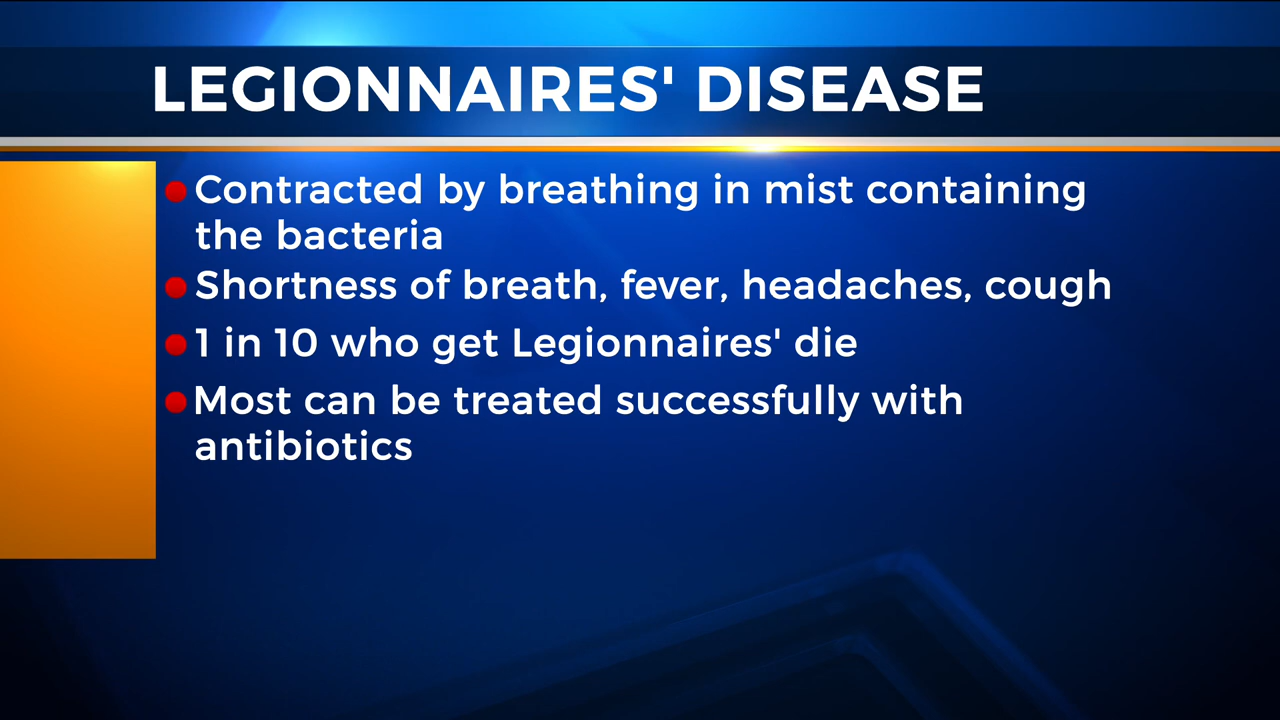 LEGIONNAIRES' DISEASE
Contracted by breathing in mist containing
the bacteria
Shortness of breath, fever, headaches, cough
1 in 10 who get Legionnaires' die
Most can be treated successfully with
antibiotics